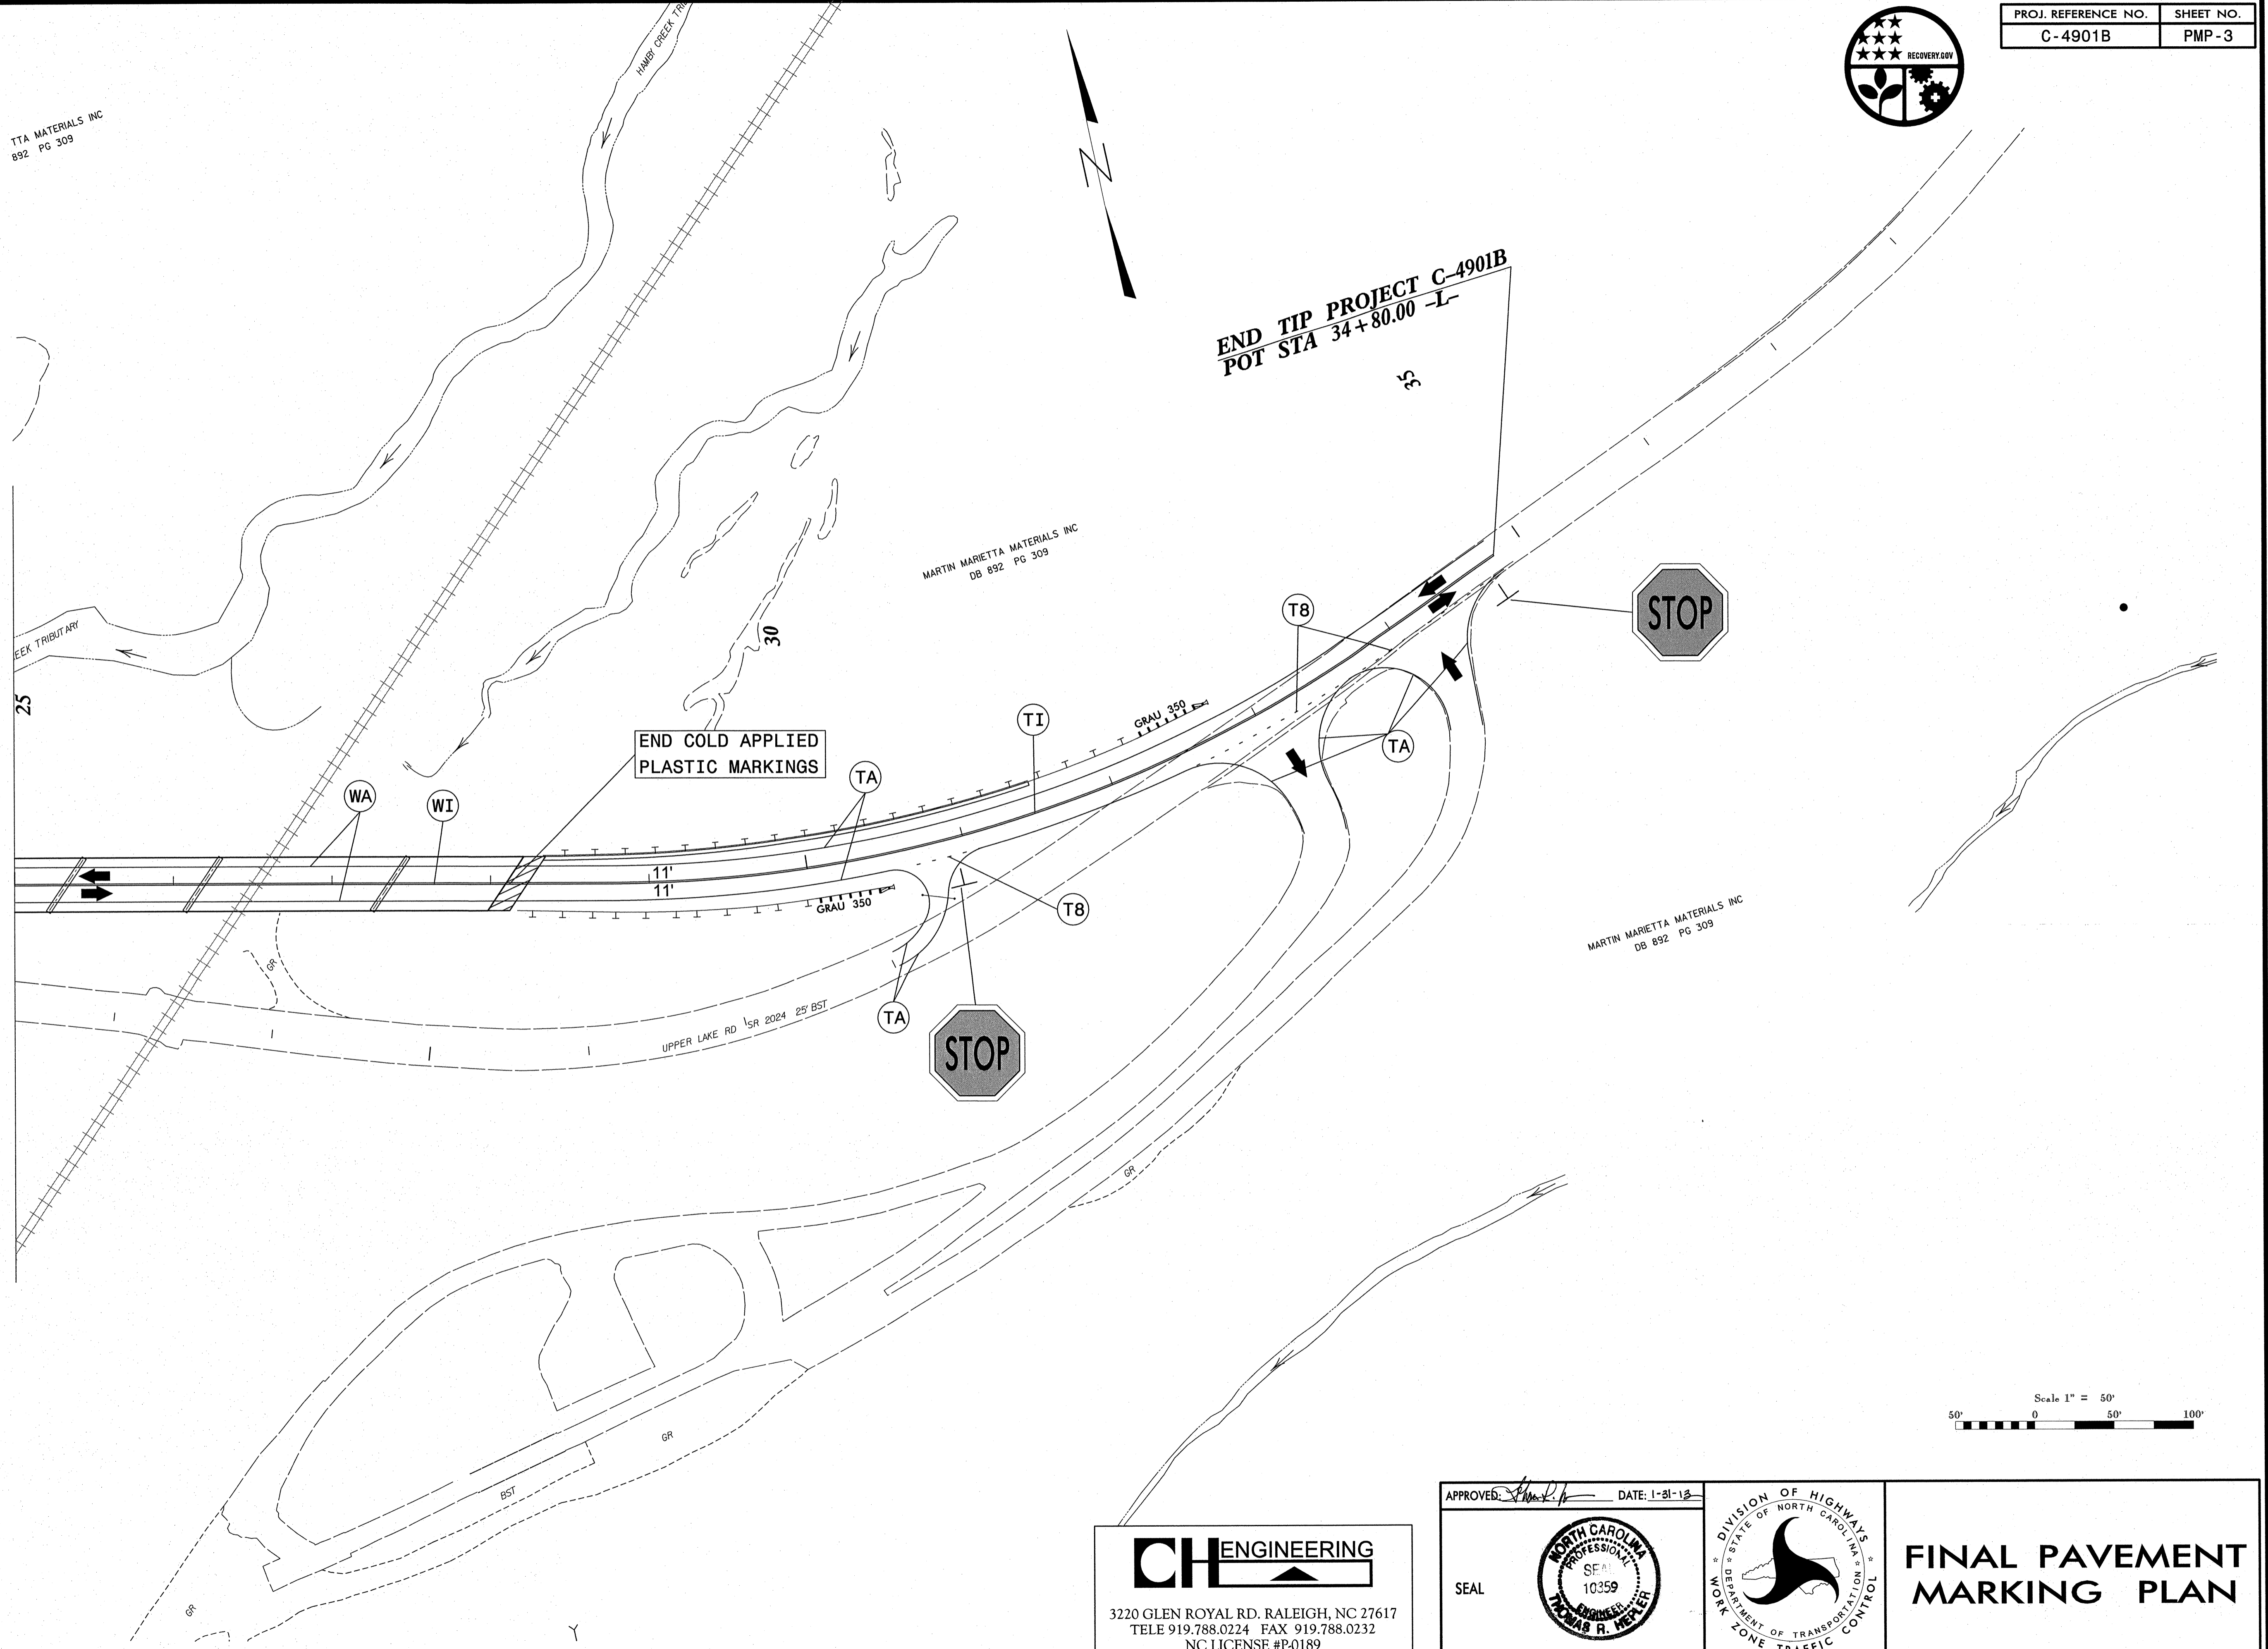 PROJ. REFERENCE NO. SHEET NO.
C-4901B PMP-3
RECOVERY.GOV
HAMBY CREEK
TTA MATERIALS INC
892 PG 309
N
END TIP PROJECT C-4901B
POT STA 34+80.00 -L-
35
MARTIN MARIETTA MATERIALS INC
DB 892 PG 309
T8
STOP
EEK TRIBUTARY
30
25
TI
GRAU 350
TA
END COLD APPLIED
PLASTIC MARKINGS
TA
WA
WI
11'
11'
GRAU 350
T8
MARTIN MARIETTA MATERIALS INC
DB 892 PG 309
GR
TA
UPPER LAKE RD SR 2024 25' BST
STOP
GR
Scale 1" = 50'
50' 0 50' 100'
GR
BST
GR
CH ENGINEERING
3220 GLEN ROYAL RD. RALEIGH, NC 27617
TELE 919.788.0224 FAX 919.788.0232
NC LICENSE #P-0189
APPROVED: DATE: 1-31-13
SEAL
NORTH CAROLINA
PROFESSIONAL
SEAL
10359
ENGINEER
THOMAS R. HEPLER
DIVISION OF HIGHWAYS
STATE OF NORTH CAROLINA
DEPARTMENT OF TRANSPORTATION
WORK ZONE TRAFFIC CONTROL
FINAL PAVEMENT
MARKING PLAN